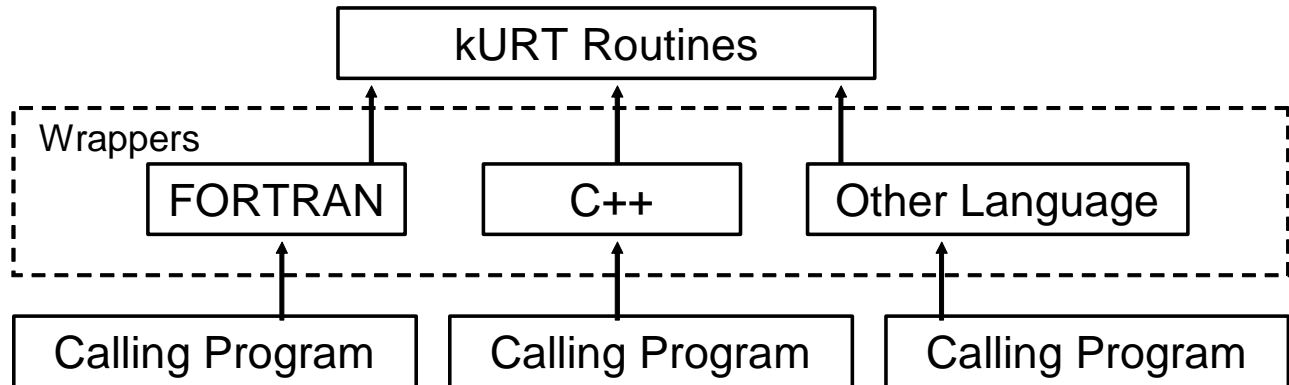 kURT Routines
Wrappers
FORTRAN
C++
Other Language
Calling Program
Calling Program
Calling Program